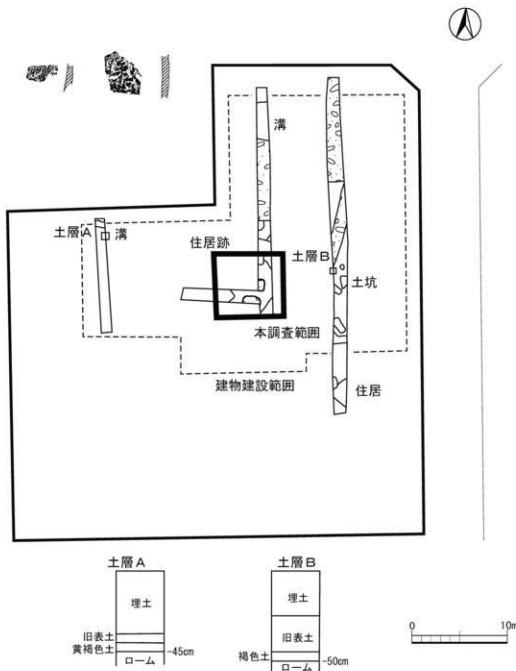 溝
土層A
溝
住居跡
土層B
土坑
本調査範囲
建物建設範囲
住居
土層A
埋土
旧表土
黄褐色土
-45cm
ローム
土層B
埋土
旧表土
褐色土
-50cm
ローム
0
10m